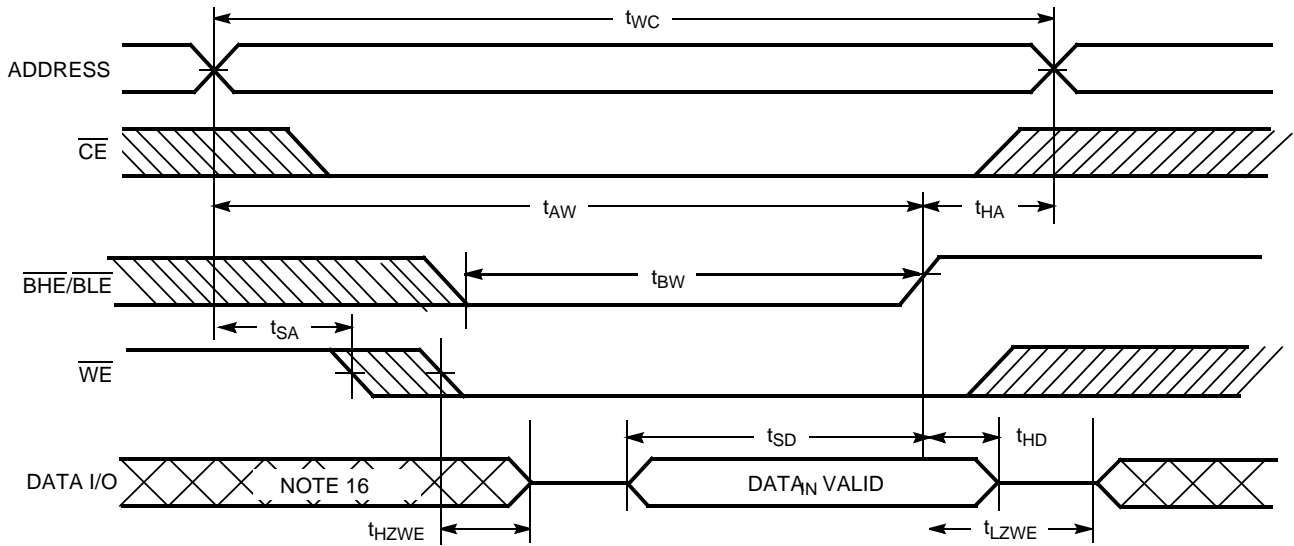 tWC
ADDRESS
CE
tAW
tHA
BHE/BLE
tBW
tSA
WE
tSD
tHD
DATA I/O
NOTE 16
DATAIN VALID
tHZWE
tLZWE